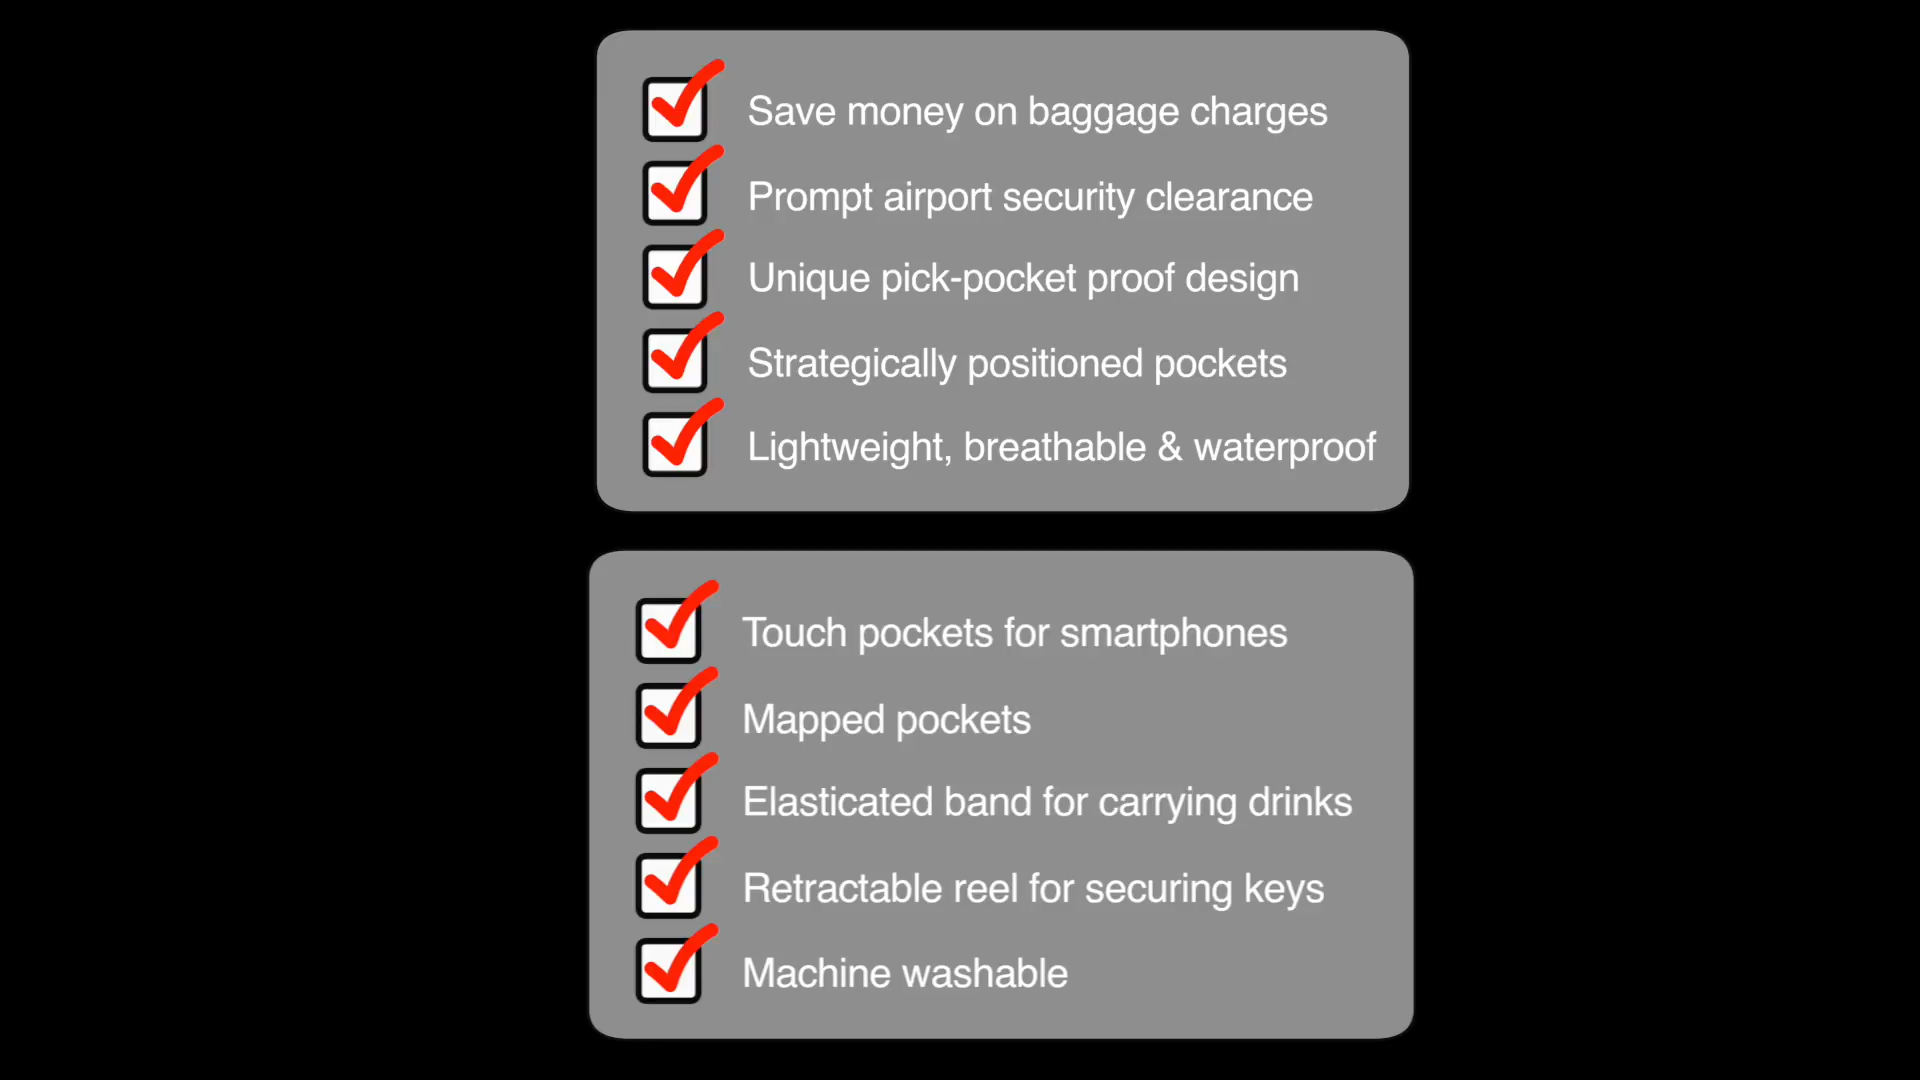 Save money on baggage charges
Prompt airport security clearance
Unique pick-pocket proof design
Strategically positioned pockets
Lightweight, breathable & waterproof
Touch pockets for smartphones
Mapped pockets
Elasticated band for carrying drinks
Retractable reel for securing keys
Machine washable